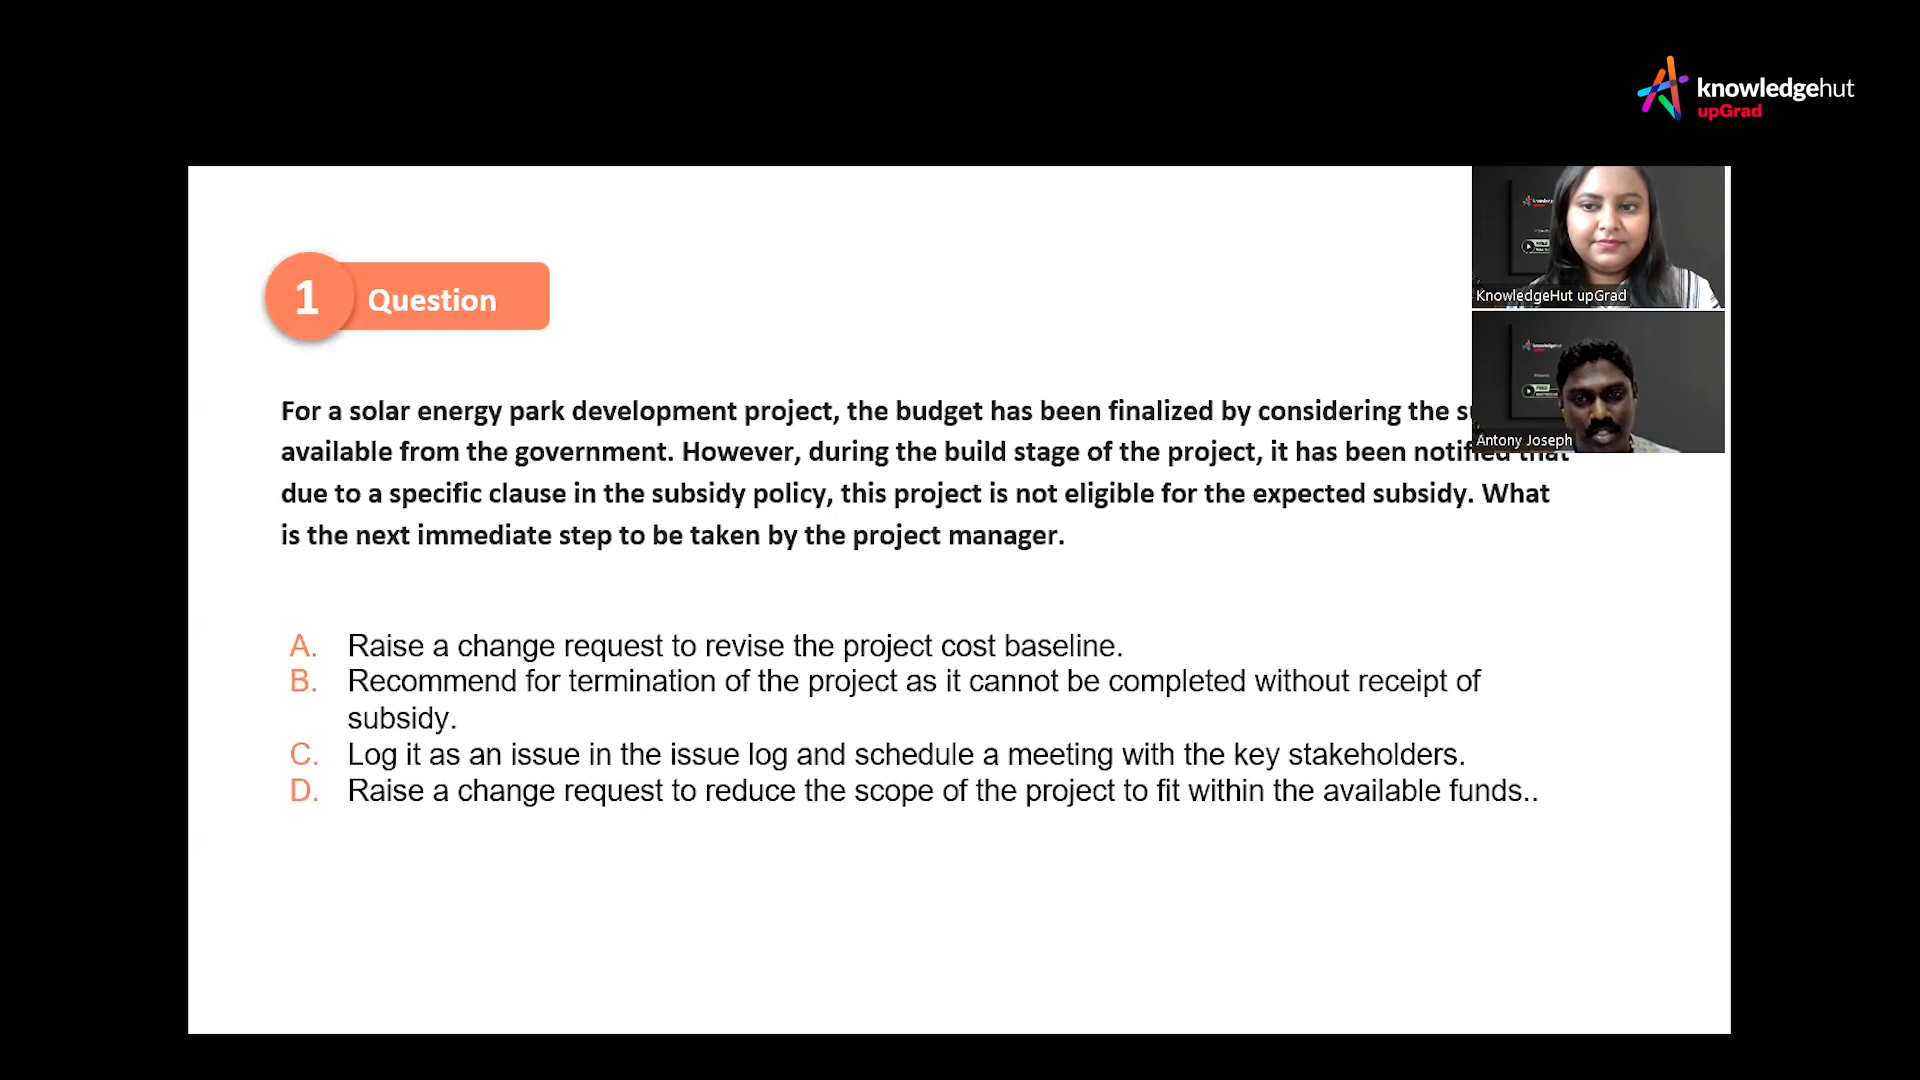 knowledgehut
upGrad
1 Question
For a solar energy park development project, the budget has been finalized by considering the
available from the government. However, during the build stage of the project, it has been notified that
due to a specific clause in the subsidy policy, this project is not eligible for the expected subsidy. What
is the next immediate step to be taken by the project manager.
A. Raise a change request to revise the project cost baseline.
B. Recommend for termination of the project as it cannot be completed without receipt of
subsidy.
C. Log it as an issue in the issue log and schedule a meeting with the key stakeholders.
D. Raise a change request to reduce the scope of the project to fit within the available funds..
KnowledgeHut upGrad
Antony Joseph